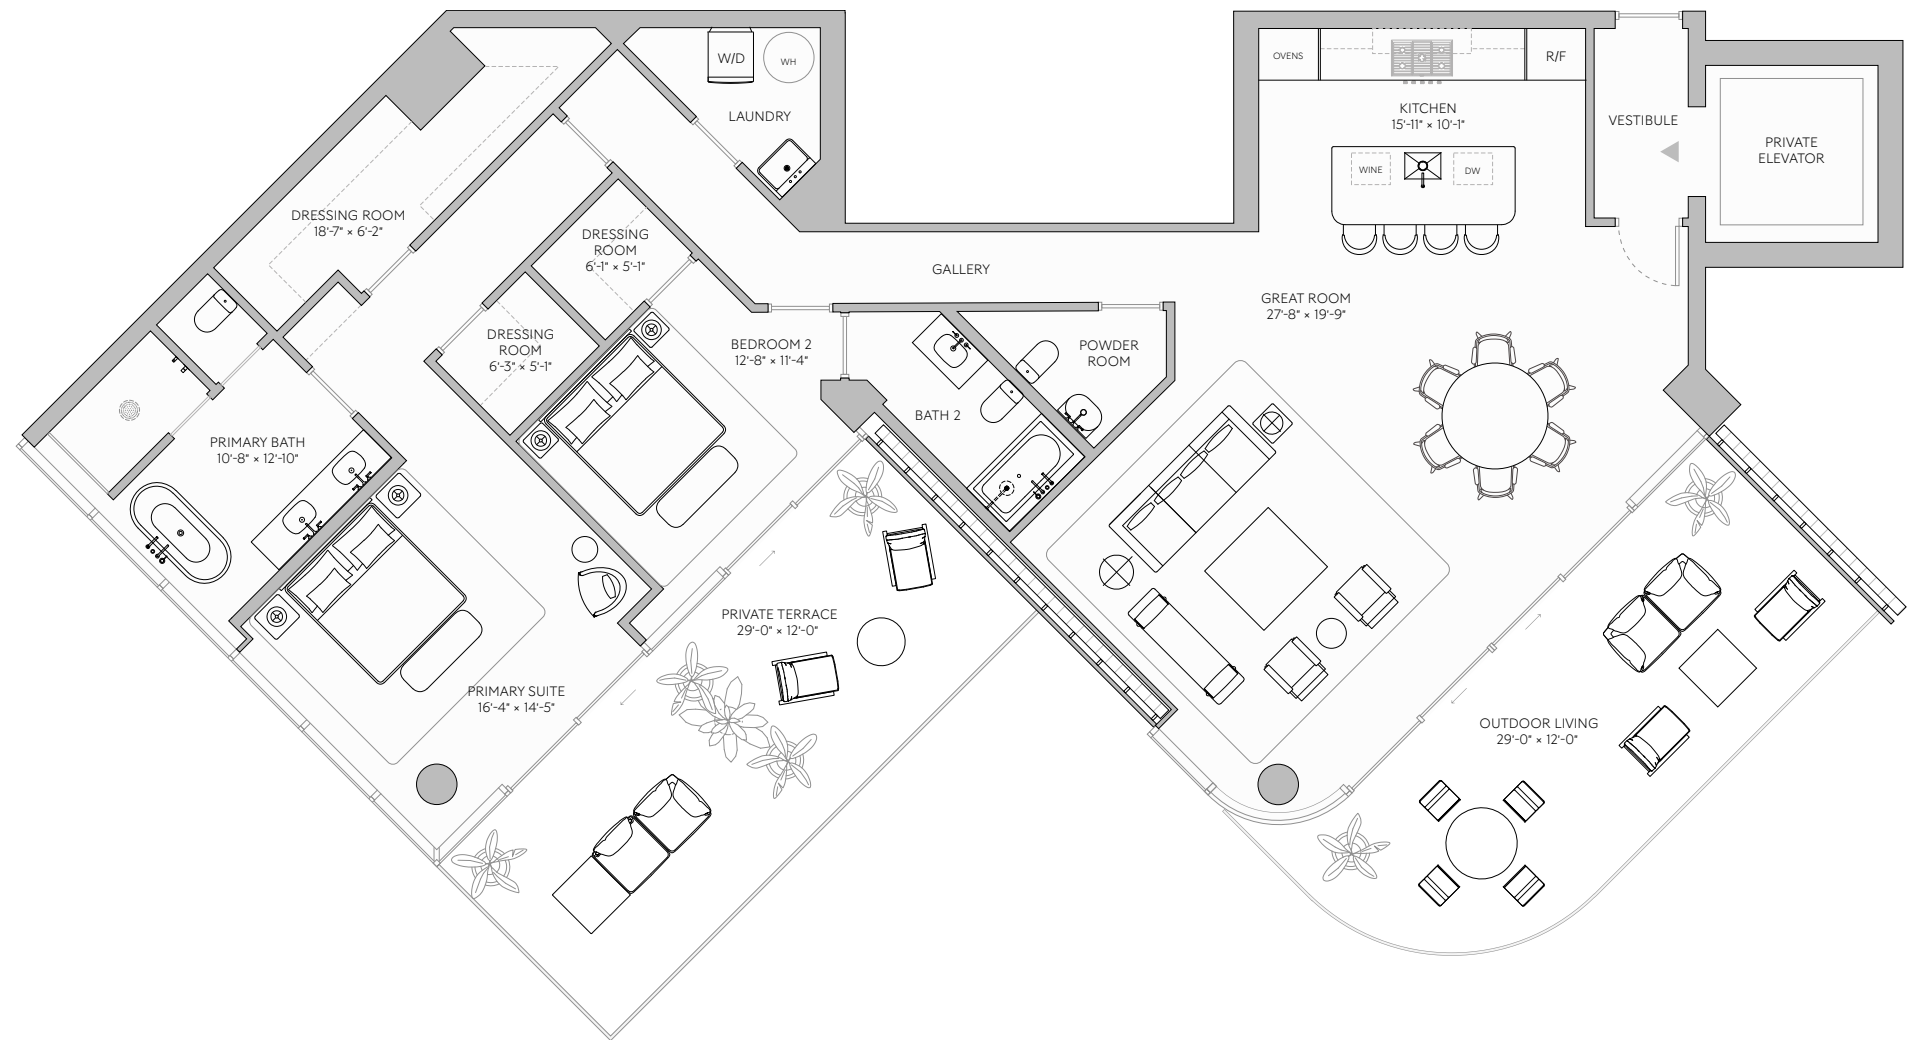 W/D
WH
LAUNDRY
OVENS
R/F
KITCHEN
15'-11" × 10'-1"
WINE
DW
VESTIBULE
PRIVATE
ELEVATOR
DRESSING ROOM
18'-7" × 6'-2"
DRESSING
ROOM
6'-1" × 5'-1"
GALLERY
GREAT ROOM
27'-8" × 19'-9"
DRESSING
ROOM
6'-3" × 5'-1"
BEDROOM 2
12'-8" × 11'-4"
POWDER
ROOM
BATH 2
PRIMARY BATH
10'-8" × 12'-10"
PRIVATE TERRACE
29'-0" × 12'-0"
PRIMARY SUITE
16'-4" × 14'-5"
OUTDOOR LIVING
29'-0" × 12'-0"